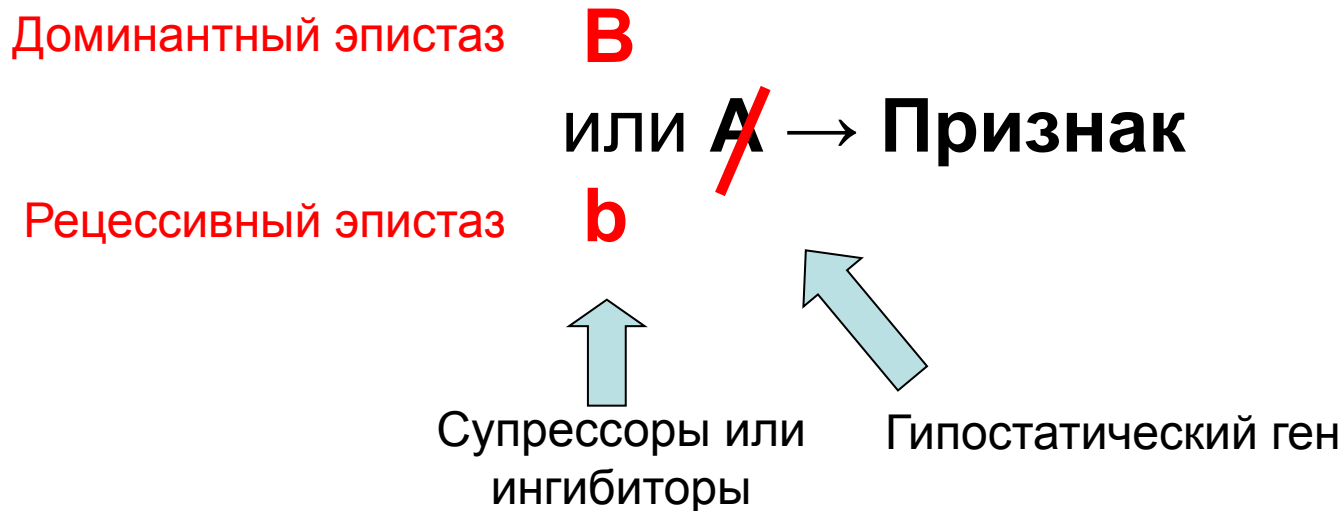 Доминантный эпистаз B
или A → Признак
Рецессивный эпистаз b
Супрессоры или
ингибиторы
Гипостатический ген